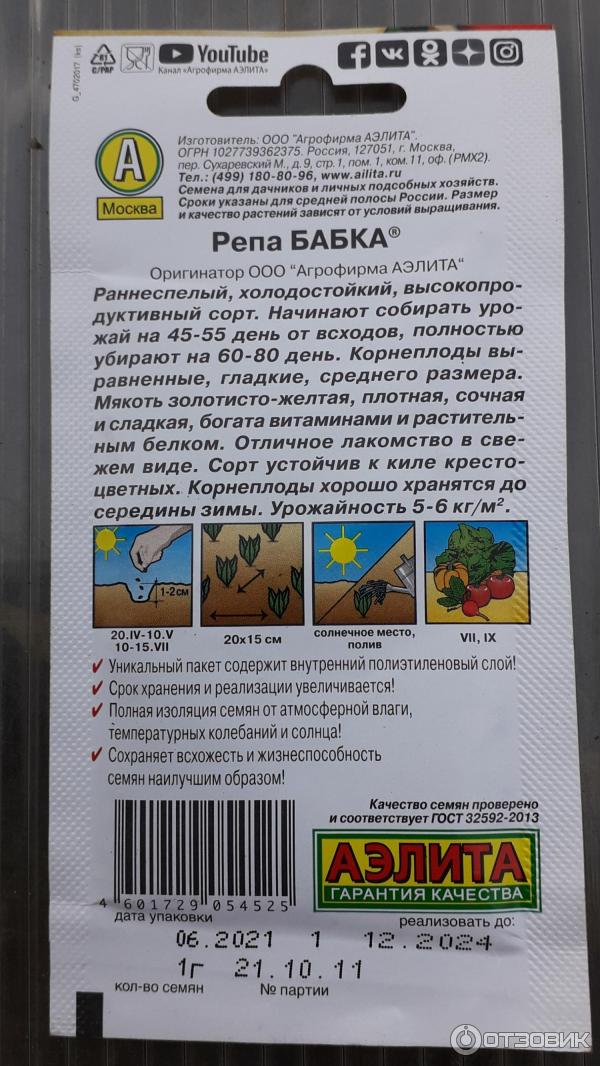 YouTube
Канал «Агрофирма АЭЛИТА»
81
C/PAP
G_4702017 (ks)
А
Москва
Изготовитель: ООО "Агрофирма АЭЛИТА".
ОГРН 1027739362375. Россия, 127051, г. Москва,
пер. Сухаревский М., д.9, стр.1, пом. 1, ком.11, оф. (РМХ2).
Тел.: (499) 180-80-96, www.ailita.ru
Семена для дачников и личных подсобных хозяйств.
Сроки указаны для средней полосы России. Размер
и качество растений зависят от условий выращивания.
Репа БАБКА®
Оригинатор ООО "Агрофирма АЭЛИТА"
Раннеспелый, холодостойкий, высокопро-
дуктивный сорт. Начинают собирать уро-
жай на 45-55 день от всходов, полностью
убирают на 60-80 день. Корнеплоды вы-
равненные, гладкие, среднего размера.
Мякоть золотисто-желтая, плотная, сочная
и сладкая, богата витаминами и раститель-
ным белком. Отличное лакомство в све-
жем виде. Сорт устойчив к киле кресто-
цветных. Корнеплоды хорошо хранятся до
середины зимы. Урожайность 5-6 кг/м².
1-2 см
20.IV-10.V
10-15.VII
20х15 см
солнечное место,
полив
VII, IX
✓ Уникальный пакет содержит внутренний полиэтиленовый слой!
✓ Срок хранения и реализации увеличивается!
✓ Полная изоляция семян от атмосферной влаги,
температурных колебаний и солнца!
✓ Сохраняет всхожесть и жизнеспособность
семян наилучшим образом!
Качество семян проверено
и соответствует ГОСТ 32592-2013
АЭЛИТА
ГАРАНТИЯ КАЧЕСТВА
4 601729 054525
дата упаковки
реализовать до:
06.2021 1 12.2024
1г 21.10.11
кол-во семян
№ партии
ОТЗОВИК